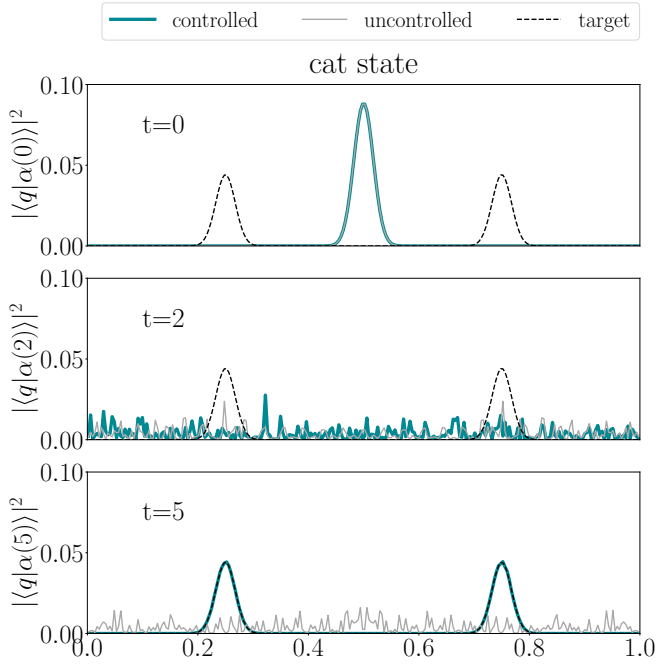 controlled uncontrolled target
cat state
|⟨q|α(0)⟩|²
0.10
0.05
0.00
t=0
|⟨q|α(2)⟩|²
0.10
0.05
0.00
t=2
|⟨q|α(5)⟩|²
0.10
0.05
0.00
t=5
0.0 0.2 0.4 0.6 0.8 1.0